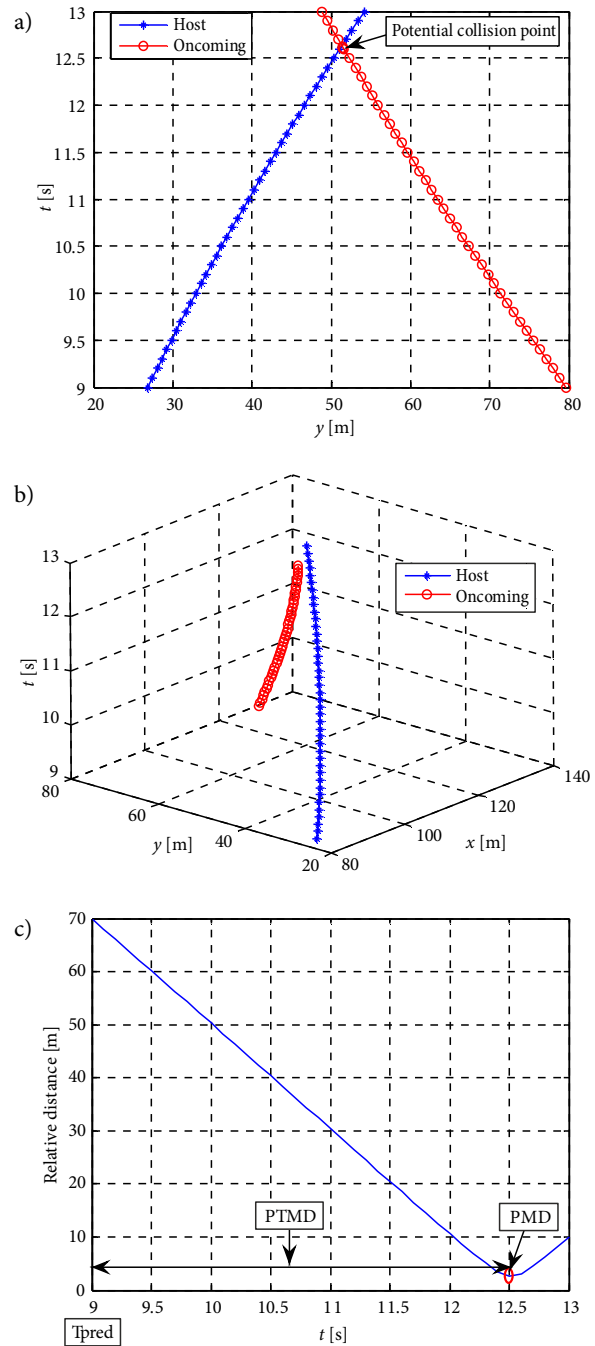 a)
13
12.5
12
11.5
11
10.5
10
9.5
9
t [s]
Host
Oncoming
Potential collision point
20 30 40 50 60 70 80
y [m]
b)
13
12
11
10
9
t [s]
Host
Oncoming
80
60
40
20
y [m]
80
100
120
140
x [m]
c)
70
60
50
40
30
20
10
0
Relative distance [m]
PTMD
PMD
9 9.5 10 10.5 11 11.5 12 12.5 13
Tpred
t [s]